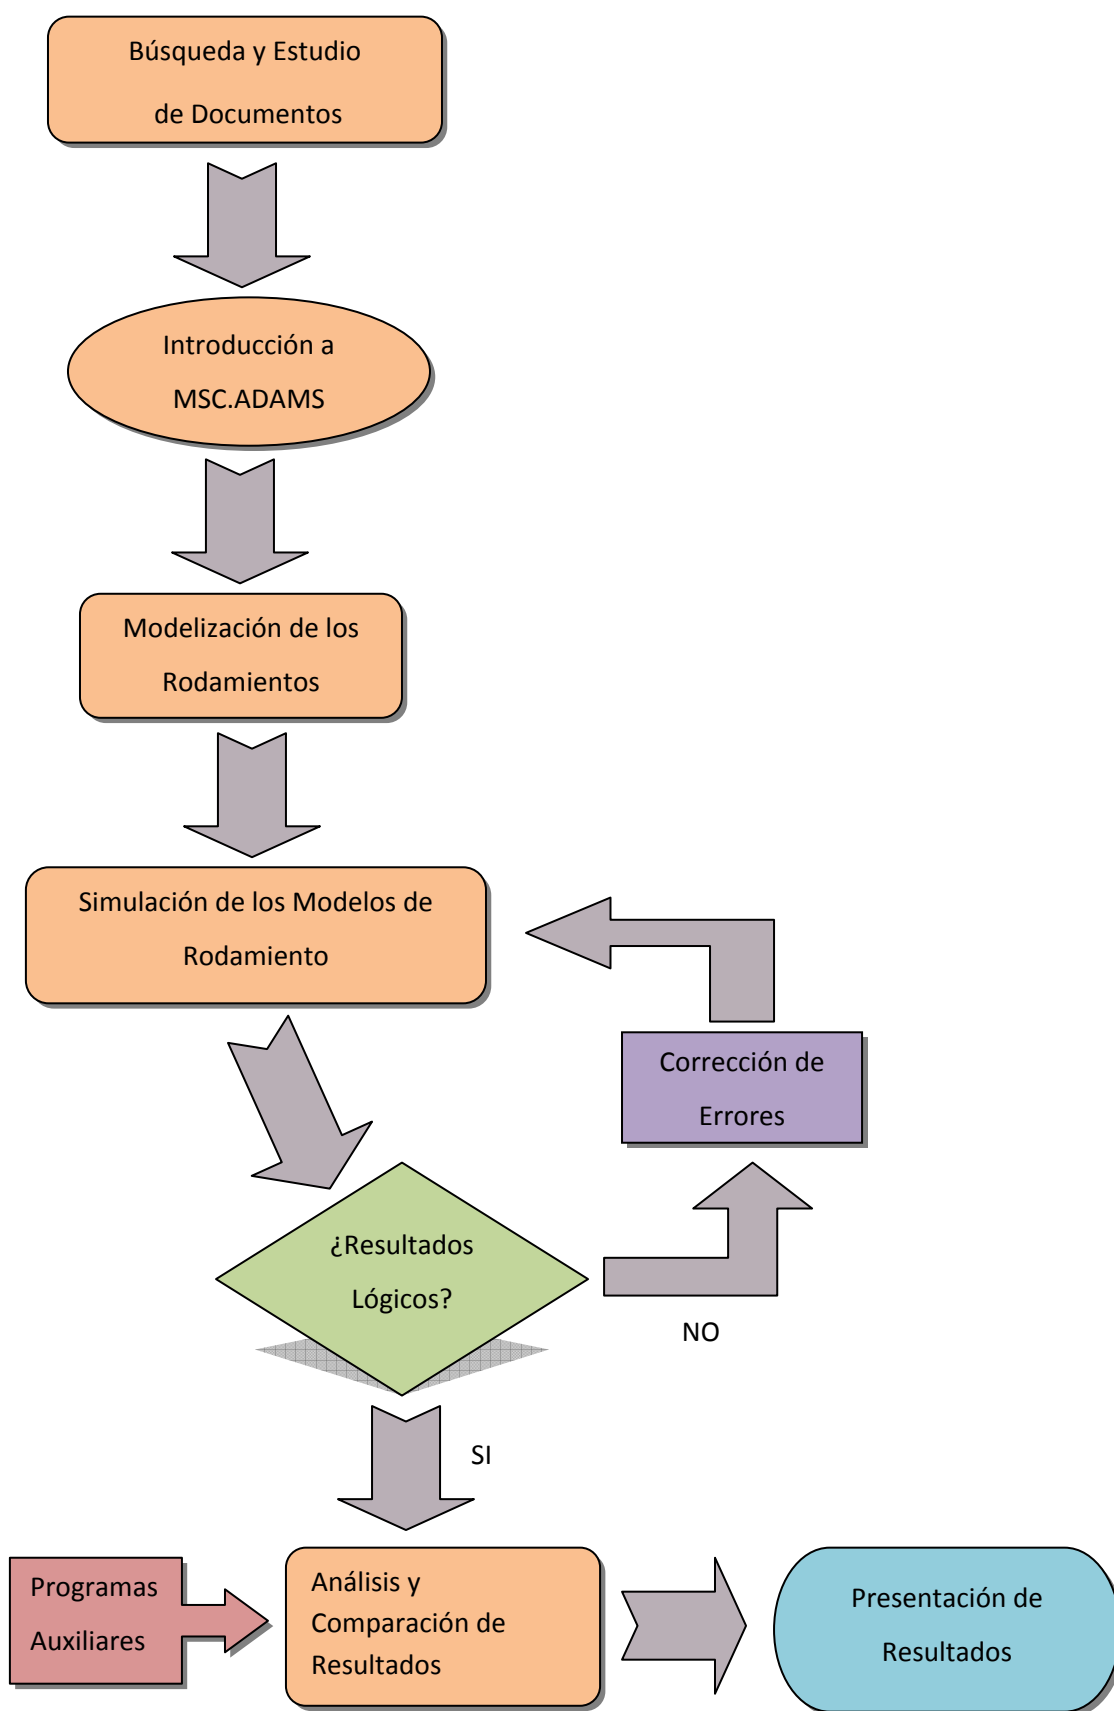 Búsqueda y Estudio
de Documentos
Introducción a
MSC.ADAMS
Modelización de los
Rodamientos
Simulación de los Modelos de
Rodamiento
Corrección de
Errores
¿Resultados
Lógicos?
NO
SI
Programas
Auxiliares
Análisis y
Comparación de
Resultados
Presentación de
Resultados